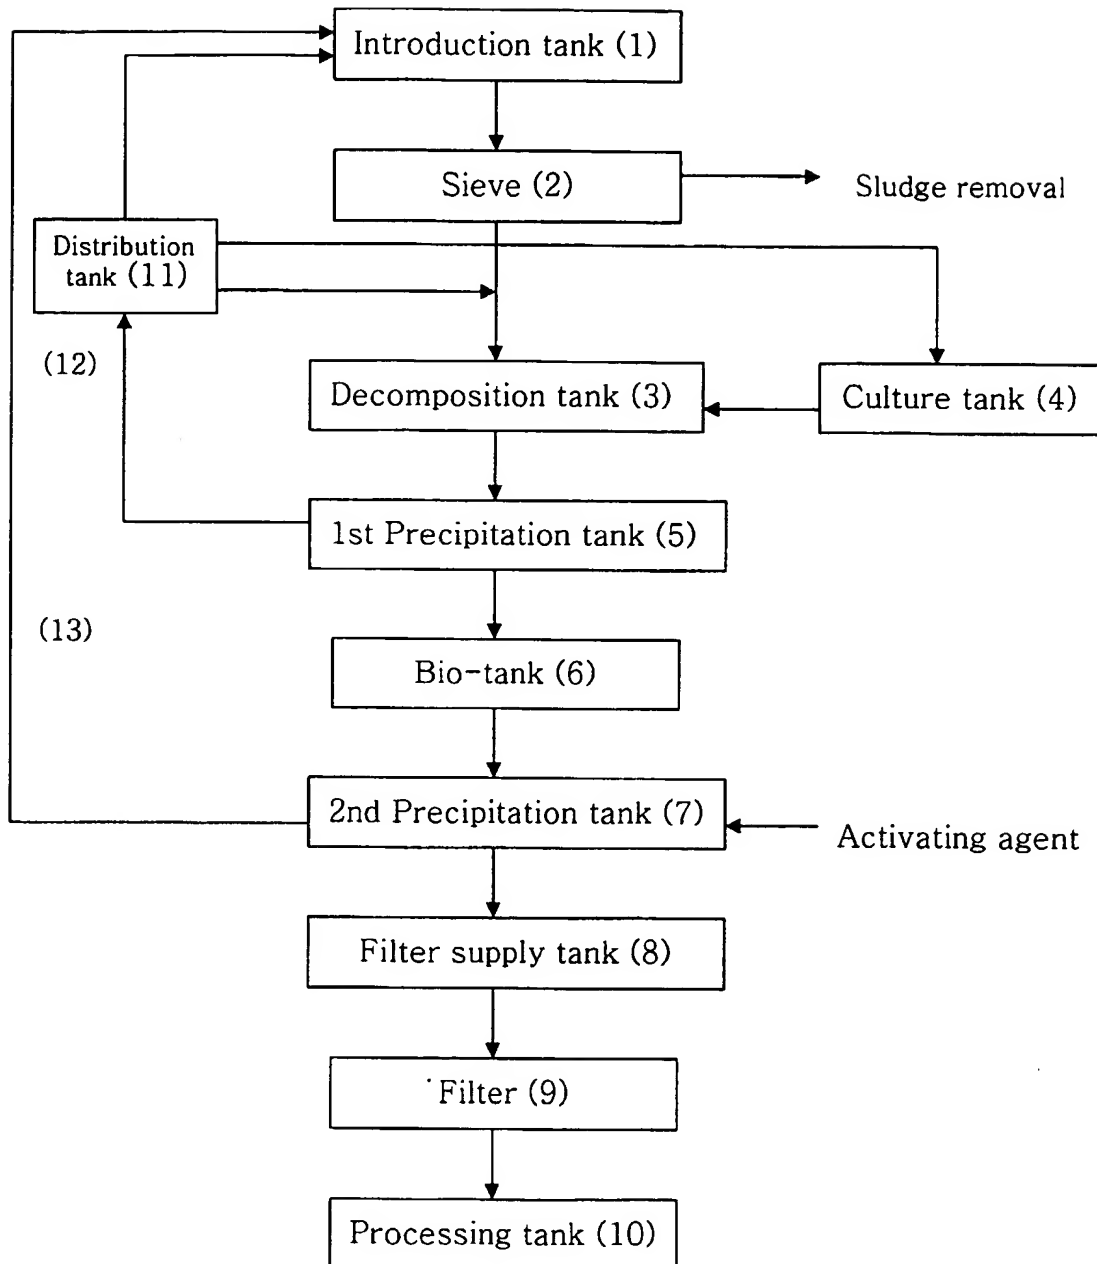 Introduction tank (1)
Sieve (2)
Sludge removal
Distribution
tank (11)
(12)
Decomposition tank (3)
Culture tank (4)
1st Precipitation tank (5)
(13)
Bio-tank (6)
2nd Precipitation tank (7)
Activating agent
Filter supply tank (8)
Filter (9)
Processing tank (10)